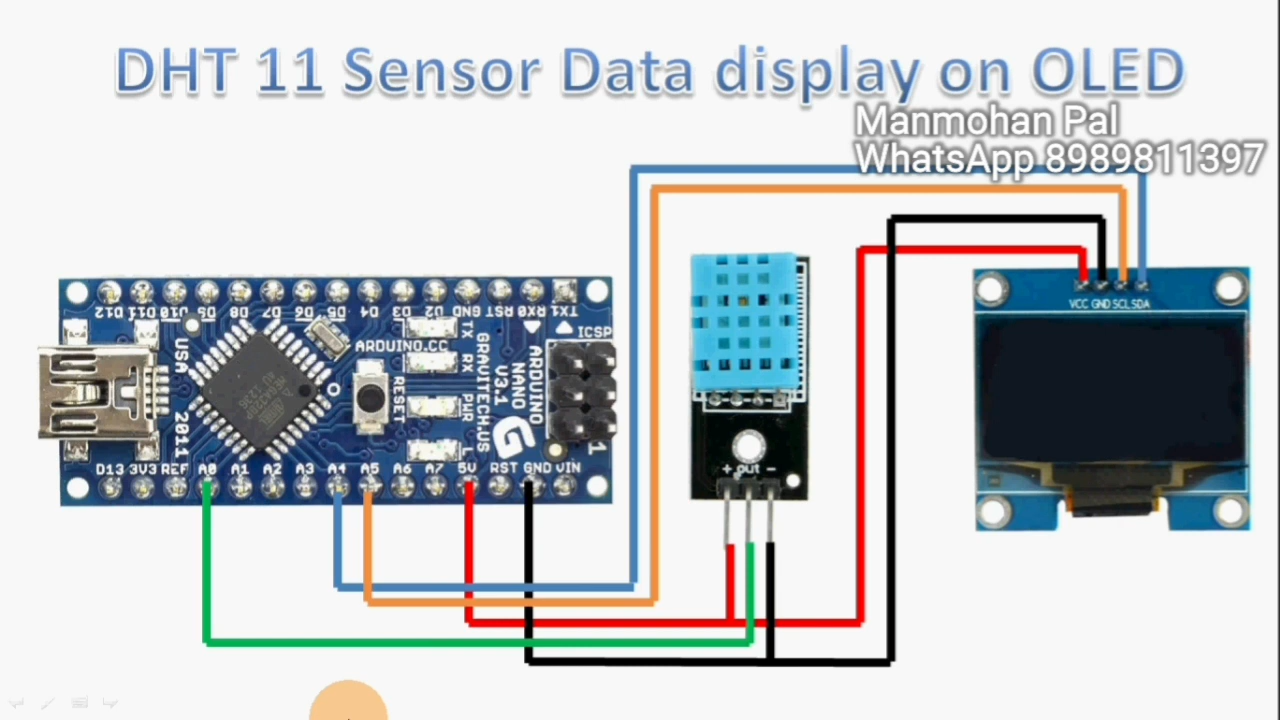 DHT 11 Sensor Data display on OLED
Manmohan Pal
WhatsApp 8989811397
D12 D11 D10 D9 D8 D7 D6 D5 D4 D3 D2 GND RST RX0 TX1
TX
RX
PWR
L
ICSP
1
ARDUINO.CC
RESET
USA
2011
GRAVITECH.US
ARDUINO
NANO
V3.1
G
D13 3V3 REF A0 A1 A2 A3 A4 A5 A6 A7 5V RST GND VIN
+ out -
VCC GND SCL SDA